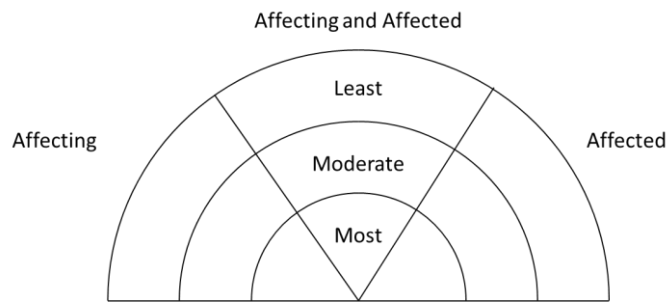 Affecting and Affected
Least
Affecting
Affected
Moderate
Most